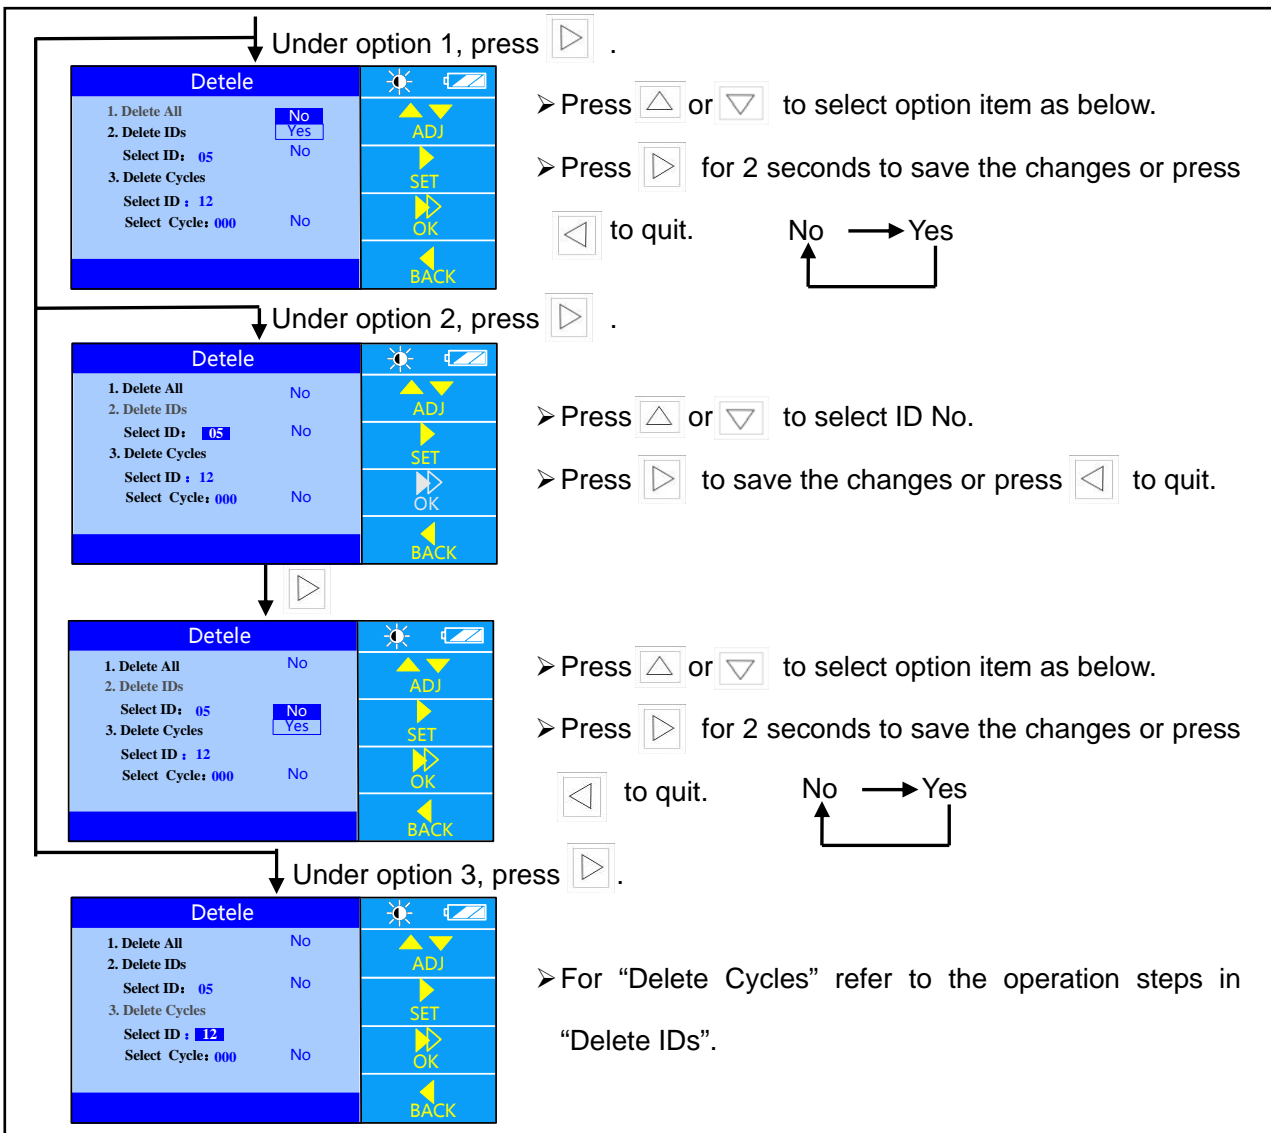 Under option 1, press .
Detele
1. Delete All No
2. Delete IDs Yes
Select ID: 05 No
3. Delete Cycles
Select ID : 12
Select Cycle: 000 No
ADJ
SET
OK
BACK
➢ Press or to select option item as below.
➢ Press for 2 seconds to save the changes or press
to quit. No Yes
Under option 2, press .
Detele
1. Delete All No
2. Delete IDs
Select ID: 05 No
3. Delete Cycles
Select ID : 12
Select Cycle: 000 No
ADJ
SET
OK
BACK
➢ Press or to select ID No.
➢ Press to save the changes or press to quit.
Detele
1. Delete All No
2. Delete IDs
Select ID: 05 No
3. Delete Cycles Yes
Select ID : 12
Select Cycle: 000 No
ADJ
SET
OK
BACK
➢ Press or to select option item as below.
➢ Press for 2 seconds to save the changes or press
to quit. No Yes
Under option 3, press .
Detele
1. Delete All No
2. Delete IDs
Select ID: 05 No
3. Delete Cycles
Select ID : 12
Select Cycle: 000 No
ADJ
SET
OK
BACK
➢ For “Delete Cycles” refer to the operation steps in
“Delete IDs”.